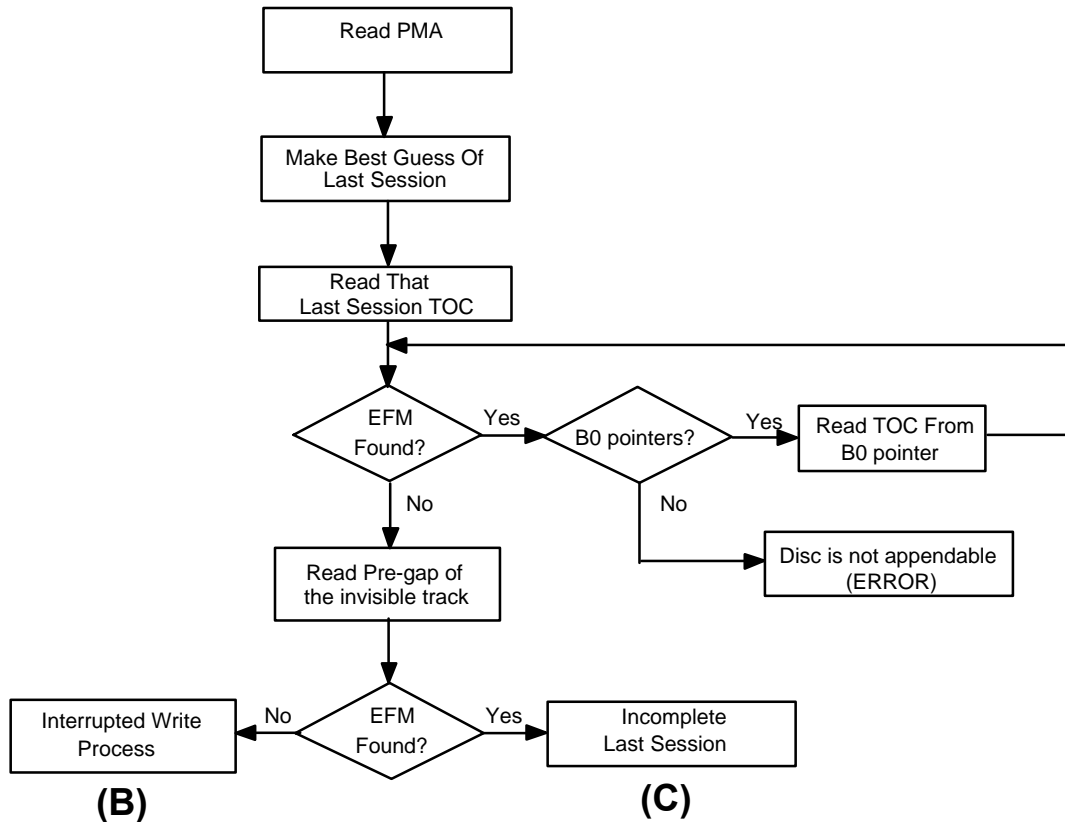 Read PMA
Make Best Guess Of
Last Session
Read That
Last Session TOC
EFM
Found?
Yes
B0 pointers?
Yes
Read TOC From
B0 pointer
No
No
Disc is not appendable
(ERROR)
Read Pre-gap of
the invisible track
Interrupted Write
Process
No
EFM
Found?
Yes
Incomplete
Last Session
(B)
(C)